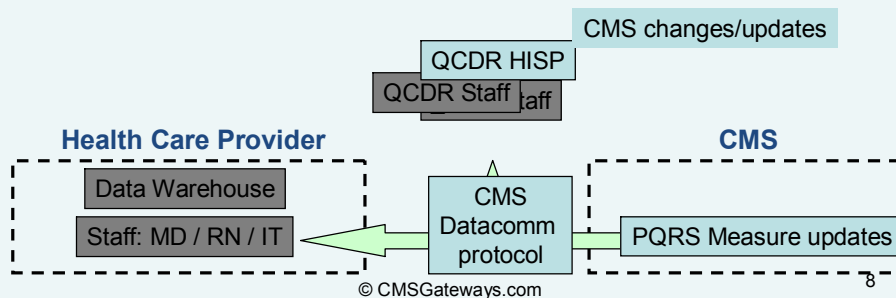 CMS changes/updates
QCDR HISP
QCDR Staff
taff
Health Care Provider
CMS
Data Warehouse
CMS
Datacomm
protocol
Staff: MD / RN / IT
PQRS Measure updates
© CMSGateways.com
8